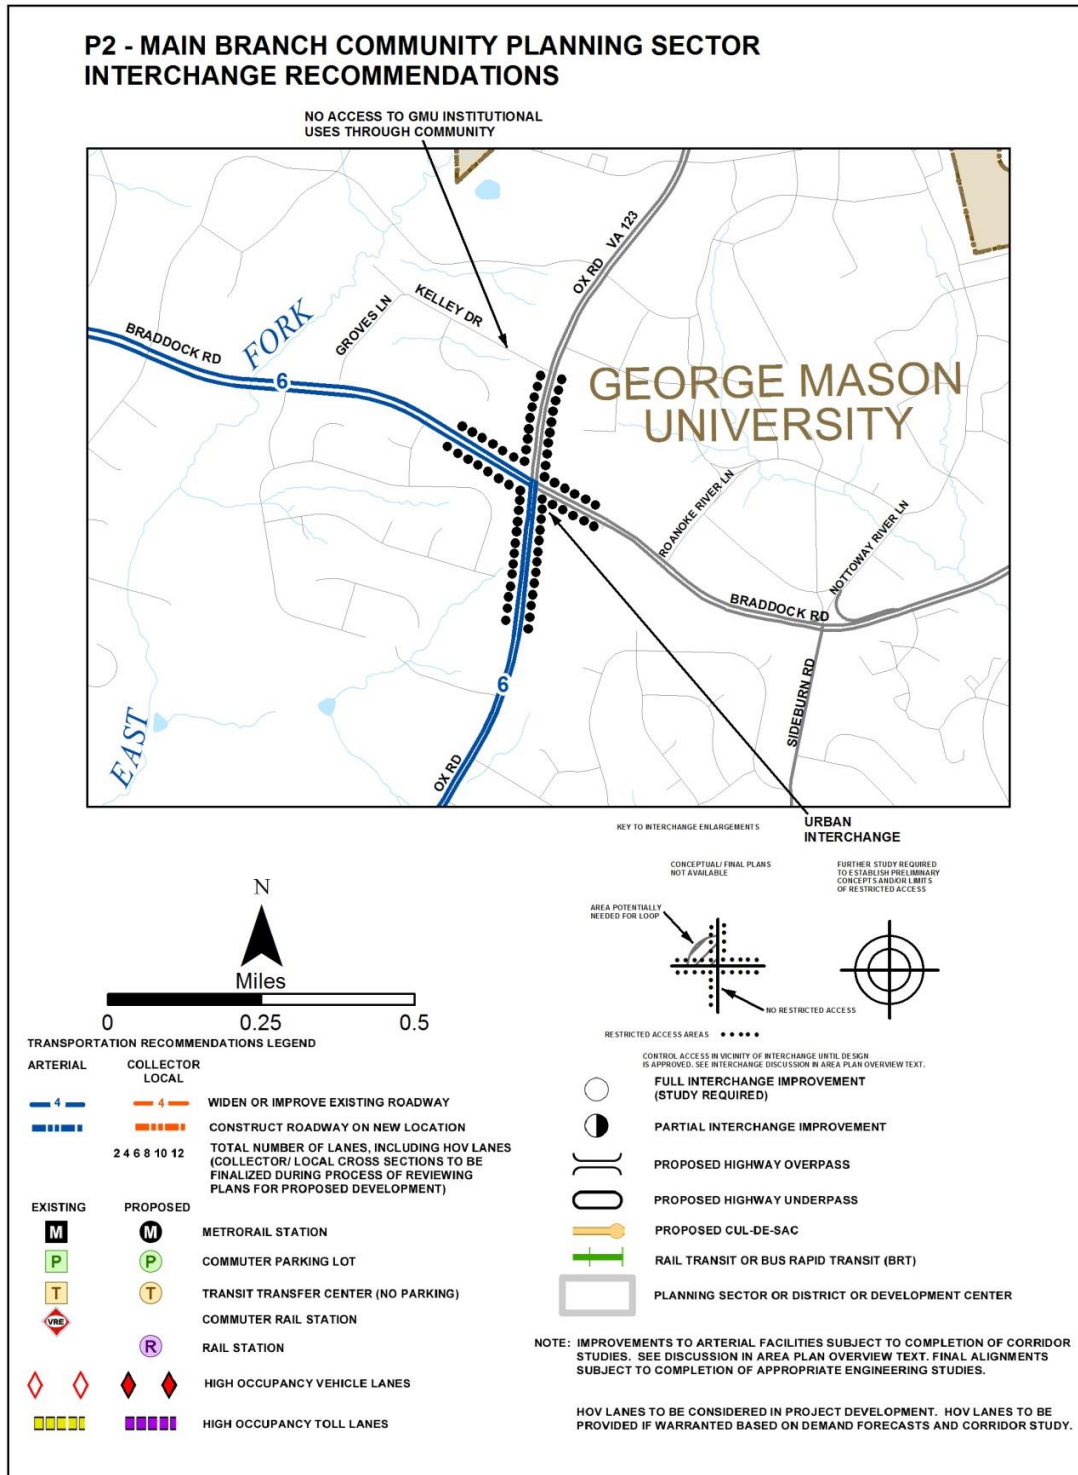 P2 - MAIN BRANCH COMMUNITY PLANNING SECTOR
INTERCHANGE RECOMMENDATIONS
NO ACCESS TO GMU INSTITUTIONAL
USES THROUGH COMMUNITY
OX RD VA 123
KELLEY DR
GROVES LN
FORK
BRADDOCK RD
6
GEORGE MASON
UNIVERSITY
ROANOKE RIVER LN
NOTTOWAY RIVER LN
BRADDOCK RD
SIDEBURN RD
6
OX RD
EAST
URBAN
INTERCHANGE
KEY TO INTERCHANGE ENLARGEMENTS
CONCEPTUAL/ FINAL PLANS
NOT AVAILABLE
FURTHER STUDY REQUIRED
TO ESTABLISH PRELIMINARY
CONCEPTS AND/OR LIMITS
OF RESTRICTED ACCESS
AREA POTENTIALLY
NEEDED FOR LOOP
NO RESTRICTED ACCESS
RESTRICTED ACCESS AREAS
CONTROL ACCESS IN VICINITY OF INTERCHANGE UNTIL DESIGN
IS APPROVED. SEE INTERCHANGE DISCUSSION IN AREA PLAN OVERVIEW TEXT.
N
Miles
0 0.25 0.5
TRANSPORTATION RECOMMENDATIONS LEGEND
ARTERIAL
COLLECTOR
LOCAL
4 4 WIDEN OR IMPROVE EXISTING ROADWAY
CONSTRUCT ROADWAY ON NEW LOCATION
2 4 6 8 10 12 TOTAL NUMBER OF LANES, INCLUDING HOV LANES
(COLLECTOR/ LOCAL CROSS SECTIONS TO BE
FINALIZED DURING PROCESS OF REVIEWING
PLANS FOR PROPOSED DEVELOPMENT)
EXISTING PROPOSED
M M METRORAIL STATION
P P COMMUTER PARKING LOT
T T TRANSIT TRANSFER CENTER (NO PARKING)
VRE COMMUTER RAIL STATION
R RAIL STATION
HIGH OCCUPANCY VEHICLE LANES
HIGH OCCUPANCY TOLL LANES
FULL INTERCHANGE IMPROVEMENT
(STUDY REQUIRED)
PARTIAL INTERCHANGE IMPROVEMENT
PROPOSED HIGHWAY OVERPASS
PROPOSED HIGHWAY UNDERPASS
PROPOSED CUL-DE-SAC
RAIL TRANSIT OR BUS RAPID TRANSIT (BRT)
PLANNING SECTOR OR DISTRICT OR DEVELOPMENT CENTER
NOTE: IMPROVEMENTS TO ARTERIAL FACILITIES SUBJECT TO COMPLETION OF CORRIDOR
STUDIES. SEE DISCUSSION IN AREA PLAN OVERVIEW TEXT. FINAL ALIGNMENTS
SUBJECT TO COMPLETION OF APPROPRIATE ENGINEERING STUDIES.
HOV LANES TO BE CONSIDERED IN PROJECT DEVELOPMENT. HOV LANES TO BE
PROVIDED IF WARRANTED BASED ON DEMAND FORECASTS AND CORRIDOR STUDY.